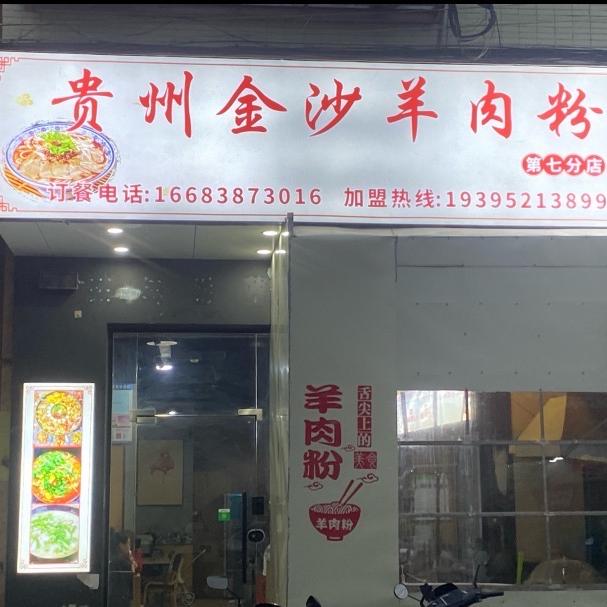 贵州金沙羊肉粉
第七分店
订餐电话:16683873016 加盟热线:19395213899
羊肉粉
舌尖上的
美食
羊肉粉